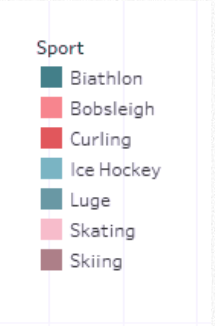 Sport
Biathlon
Bobsleigh
Curling
Ice Hockey
Luge
Skating
Skiing